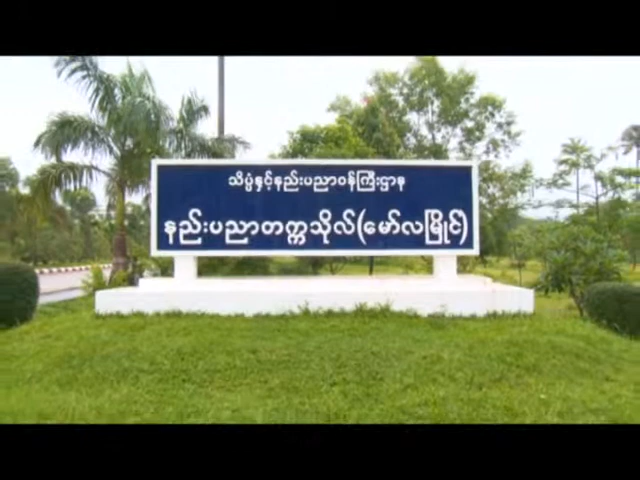 သိပ္ပံနှင့်နည်းပညာဝန်ကြီးဌာန
နည်းပညာတက္ကသိုလ်(မော်လမြိုင်)